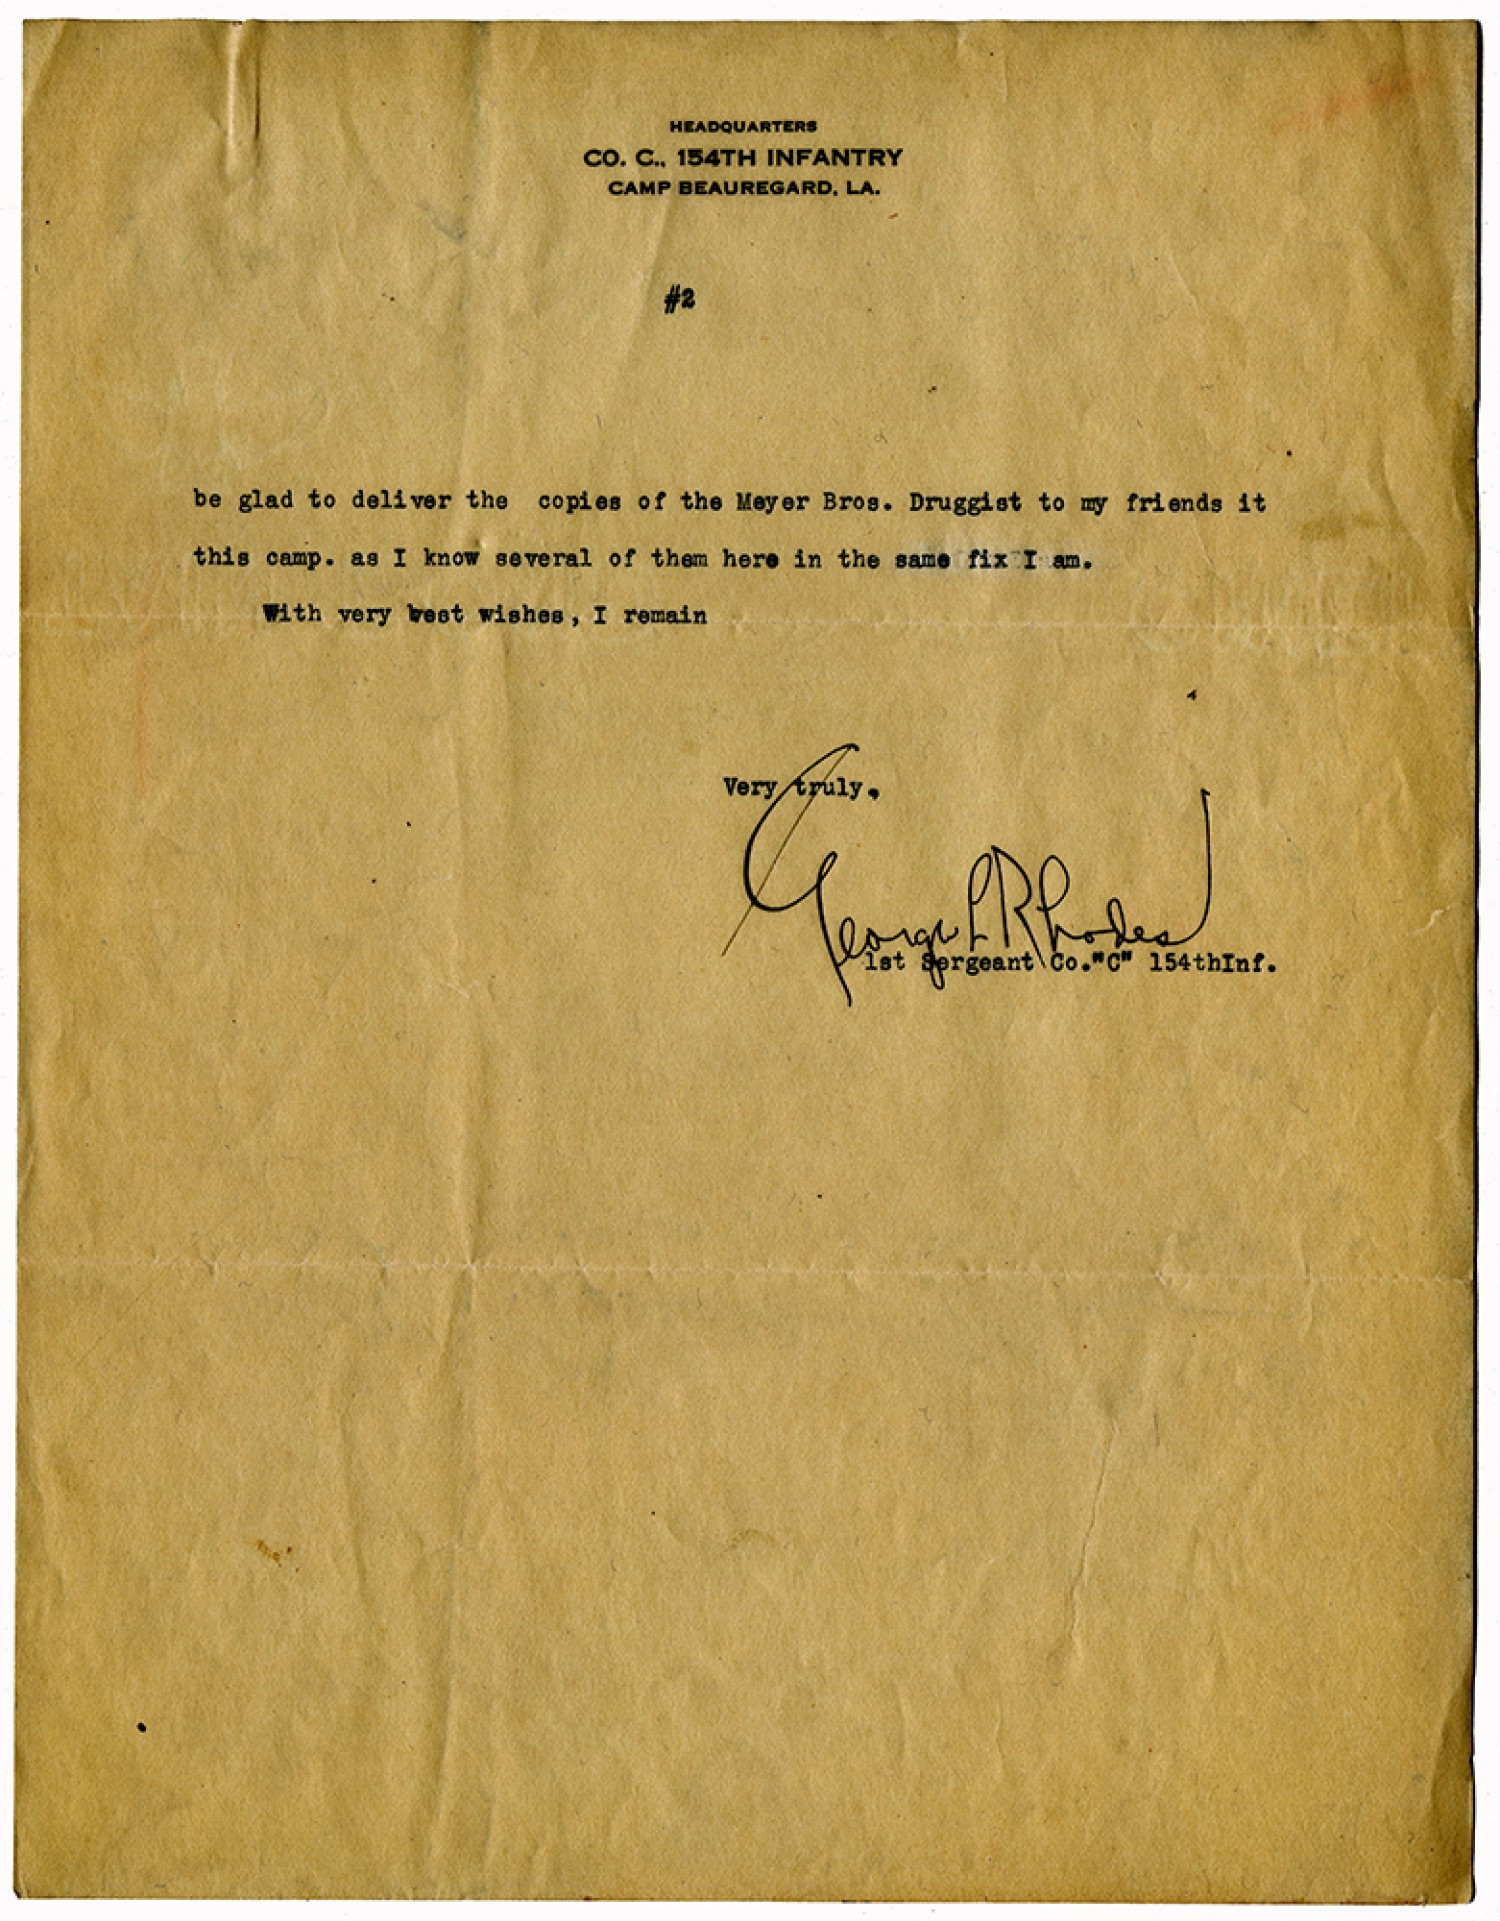 HEADQUARTERS
CO. C., 154TH INFANTRY
CAMP BEAUREGARD, LA.
#2
be glad to deliver the copies of the Meyer Bros. Druggist to my friends it
this camp. as I know several of them here in the same fix I am.
With very best wishes, I remain
Very truly,
George L Rhodes
1st Sergeant Co."C" 154thInf.